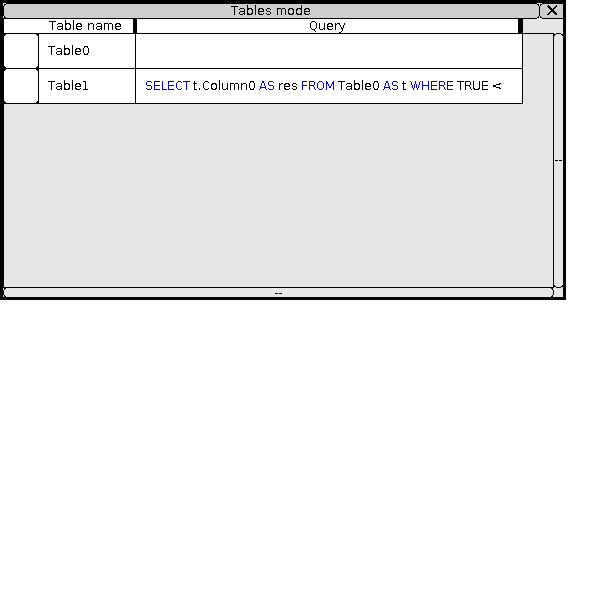 Tables mode
Table name Query
Table0
Table1 SELECT t.Column0 AS res FROM Table0 AS t WHERE TRUE <
--
--